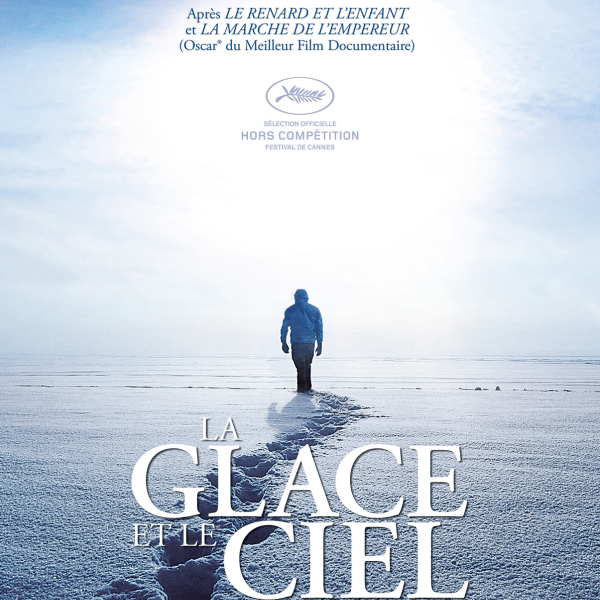 Après LE RENARD ET L'ENFANT
et LA MARCHE DE L'EMPEREUR
(Oscar® du Meilleur Film Documentaire)
SÉLECTION OFFICIELLE
HORS COMPÉTITION
FESTIVAL DE CANNES
LA
GLACE
ET LE
CIEL